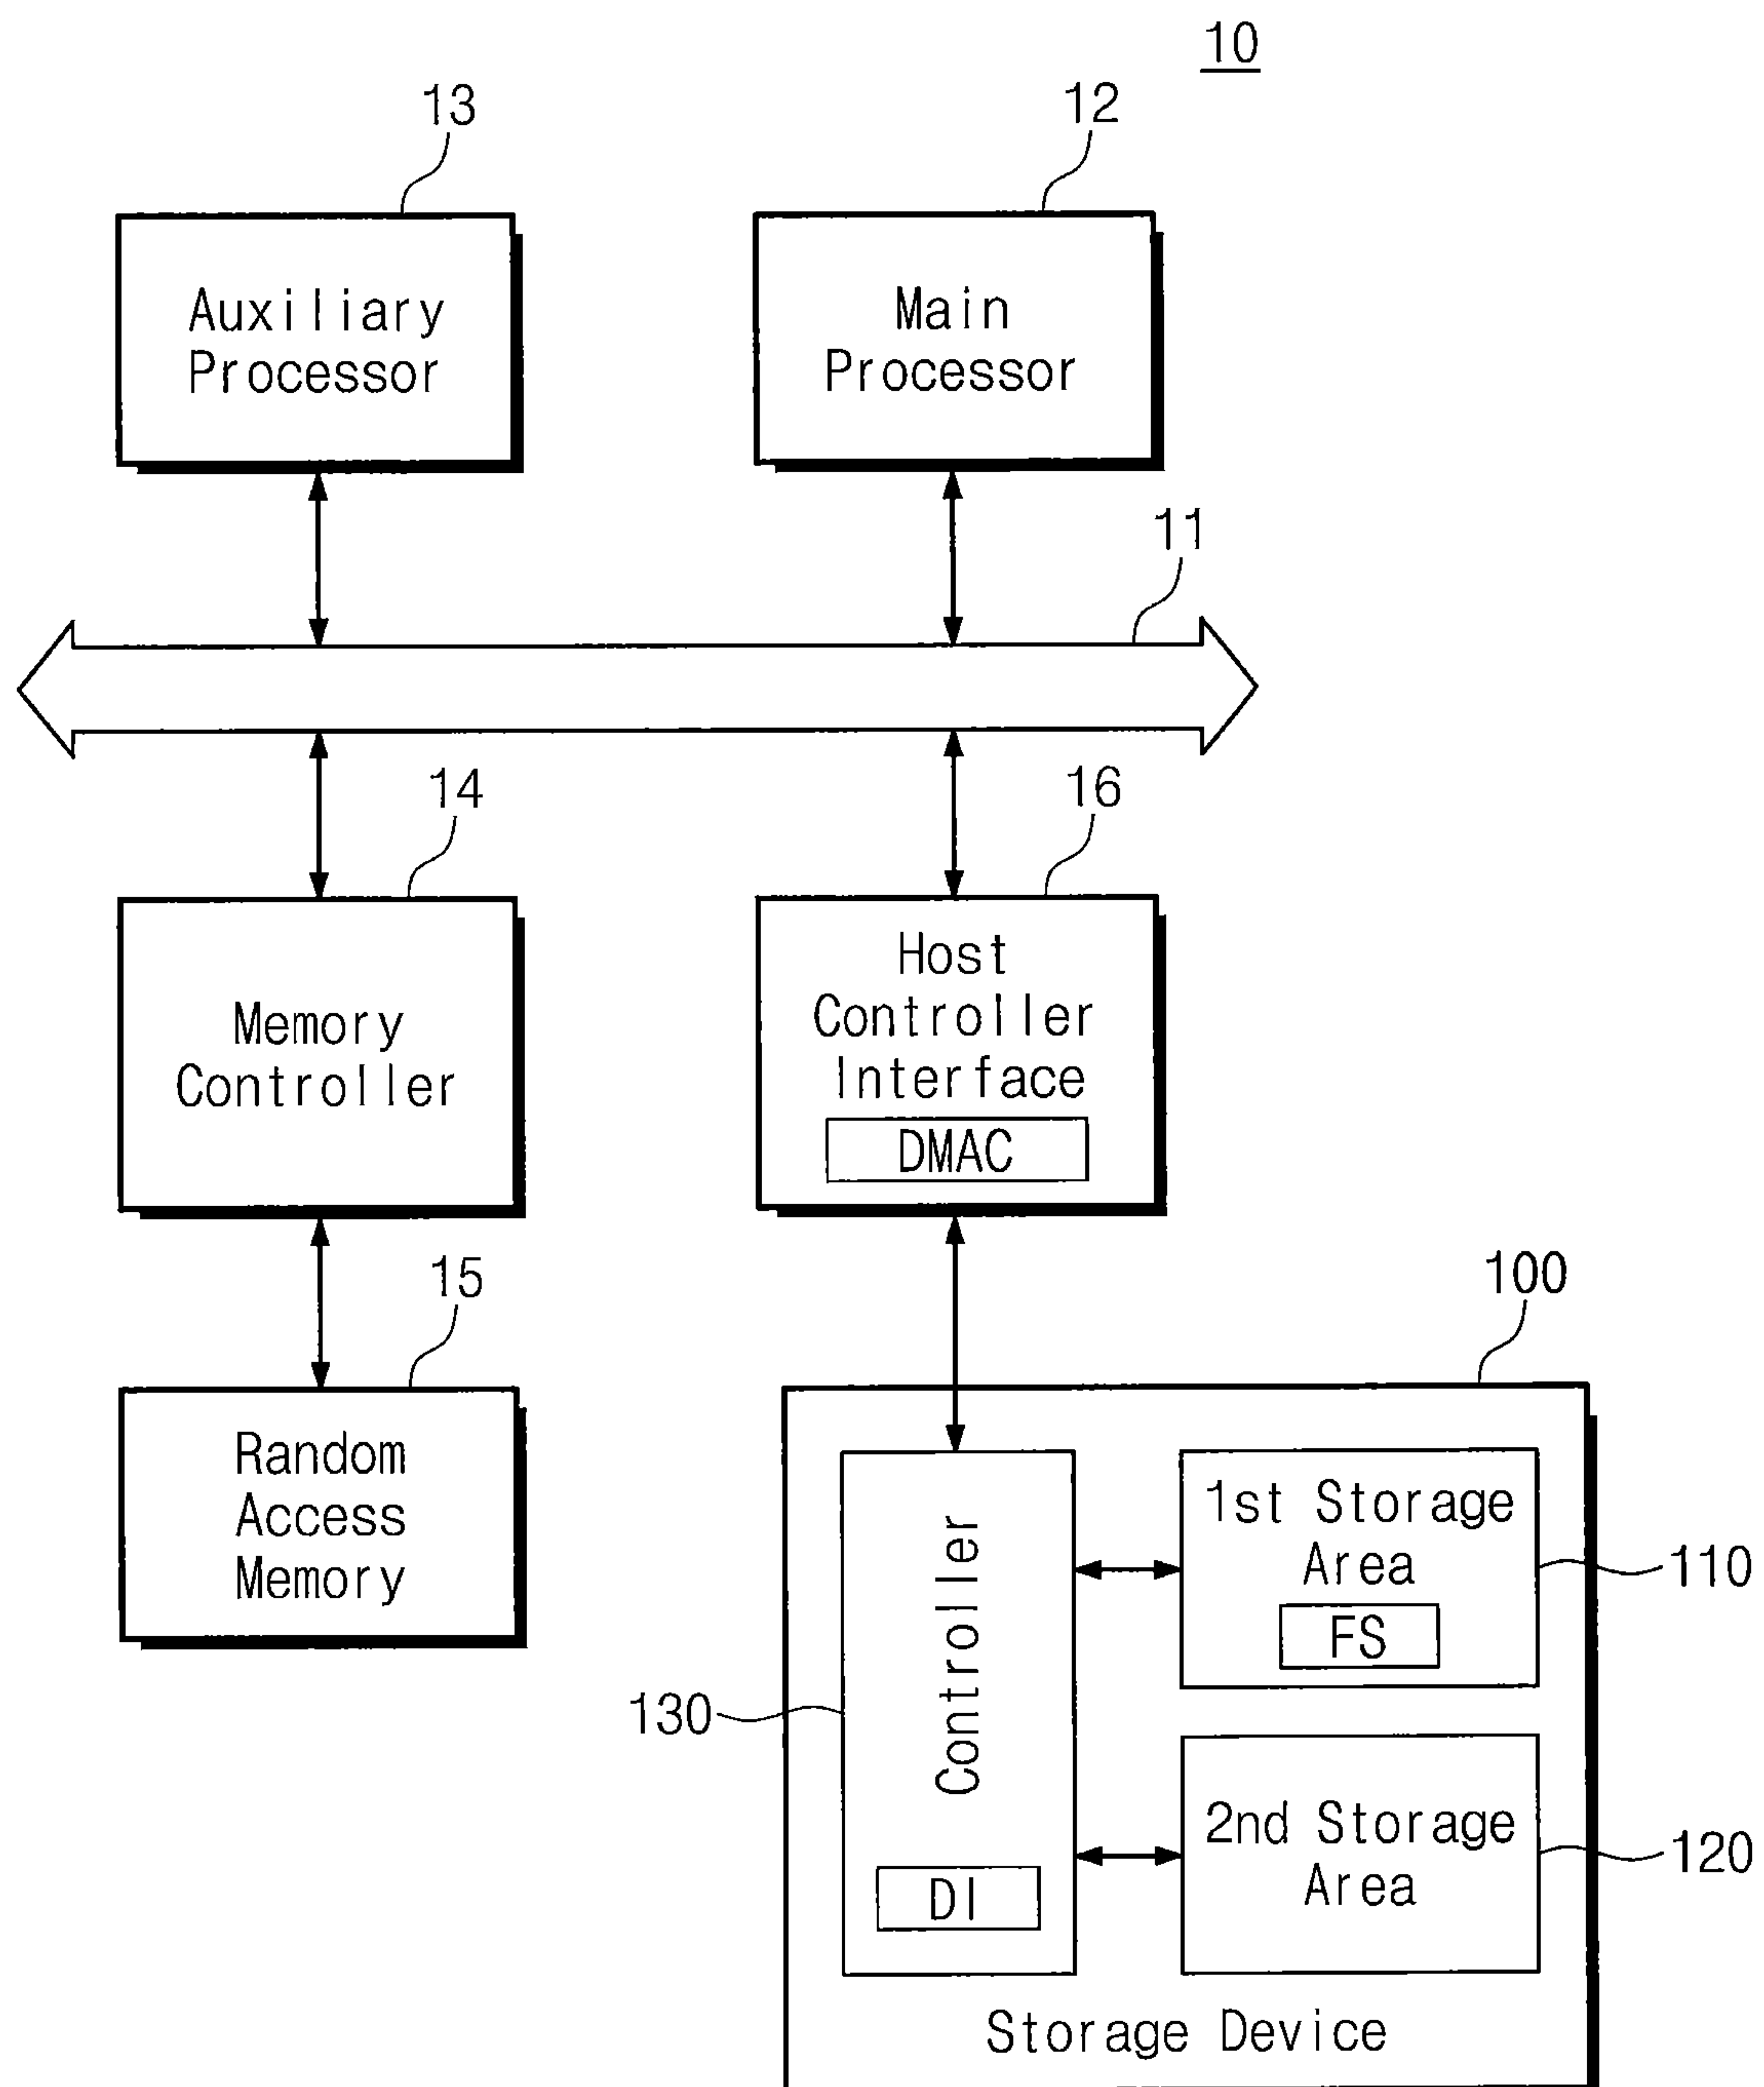 10
13
12
Auxiliary
Processor
Main
Processor
11
14
16
Memory
Controller
Host
Controller
Interface
DMAC
15
100
Random
Access
Memory
Controller
DI
130
1st Storage
Area
FS
110
2nd Storage
Area
120
Storage Device